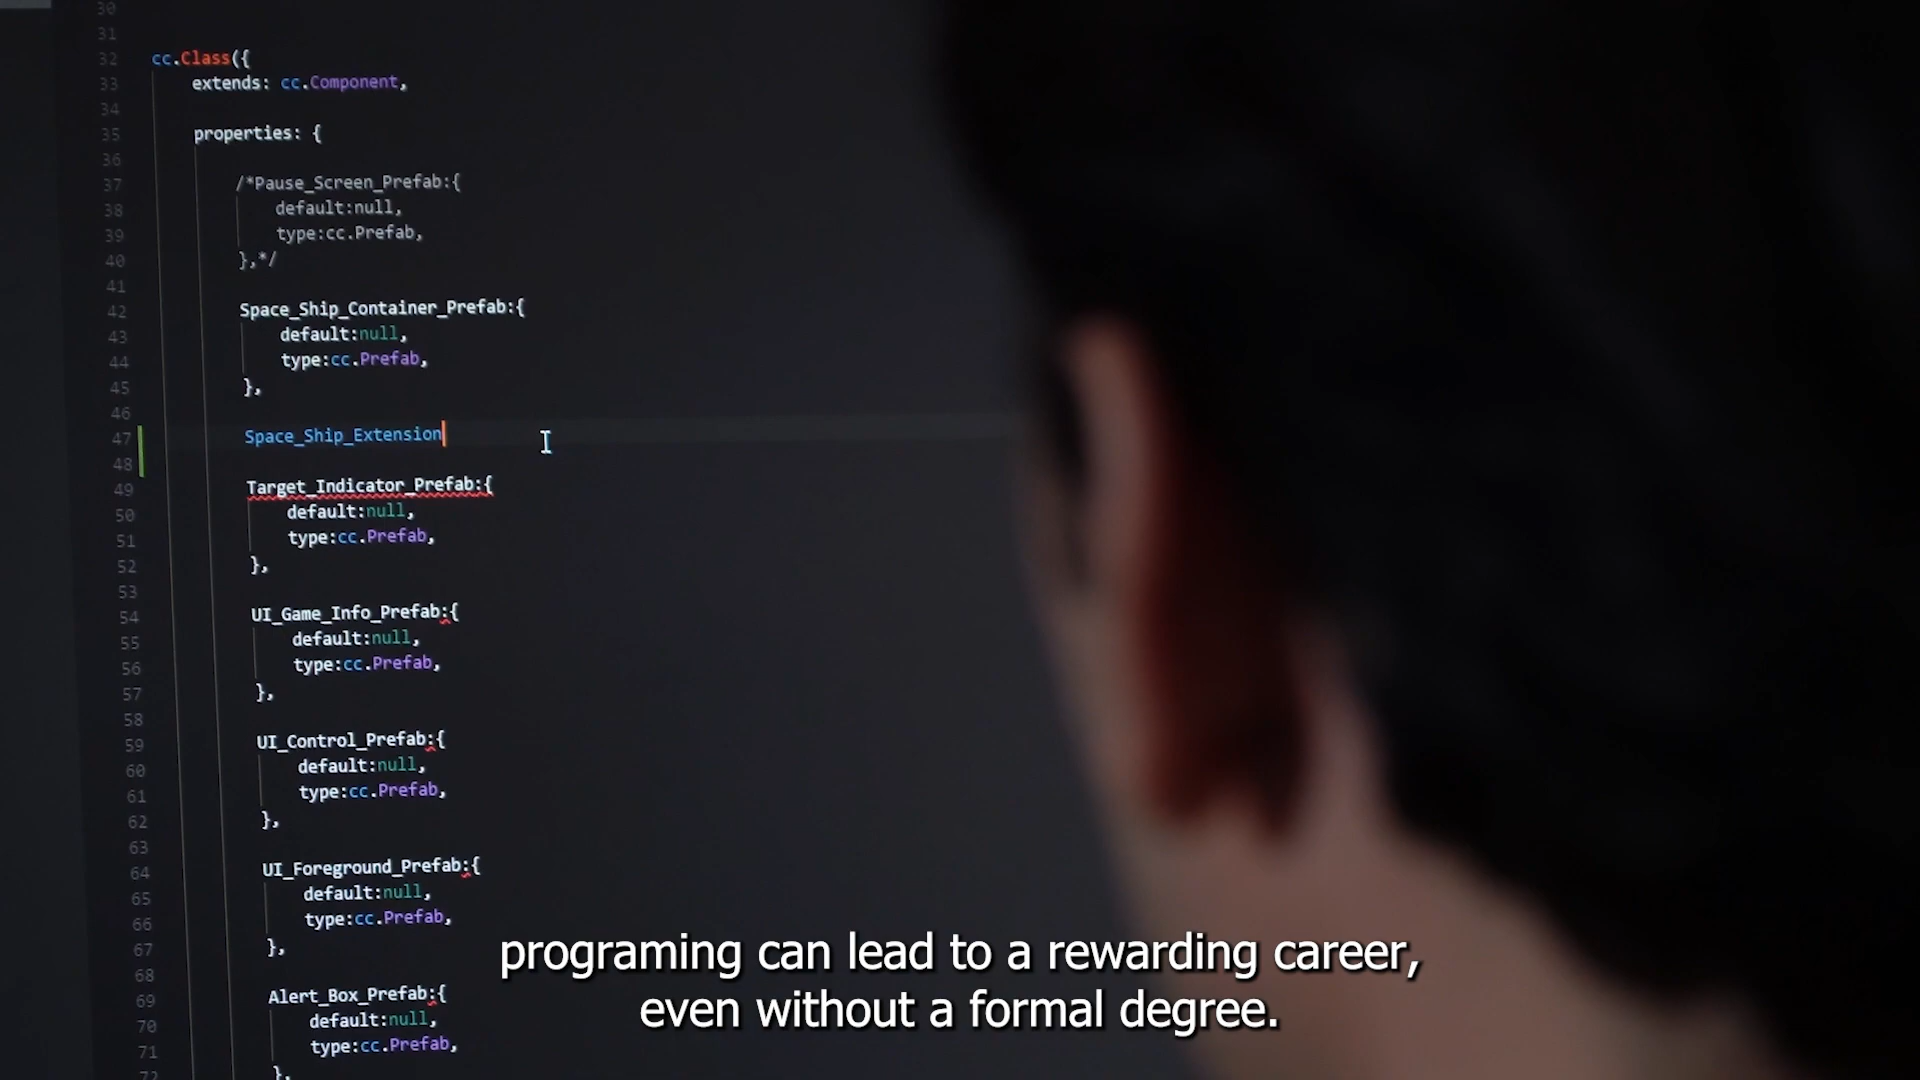 30
31
32 cc.Class({
33 extends: cc.Component,
34
35 properties: {
36
37 /*Pause_Screen_Prefab:{
38 default:null,
39 type:cc.Prefab,
40 },*/
41
42 Space_Ship_Container_Prefab:{
43 default:null,
44 type:cc.Prefab,
45 },
46
47 Space_Ship_Extension
48
49 Target_Indicator_Prefab:{
50 default:null,
51 type:cc.Prefab,
52 },
53
54 UI_Game_Info_Prefab:{
55 default:null,
56 type:cc.Prefab,
57 },
58
59 UI_Control_Prefab:{
60 default:null,
61 type:cc.Prefab,
62 },
63
64 UI_Foreground_Prefab:{
65 default:null,
66 type:cc.Prefab,
67 },
68
69 Alert_Box_Prefab:{
70 default:null,
71 type:cc.Prefab,
72 },
programing can lead to a rewarding career,
even without a formal degree.